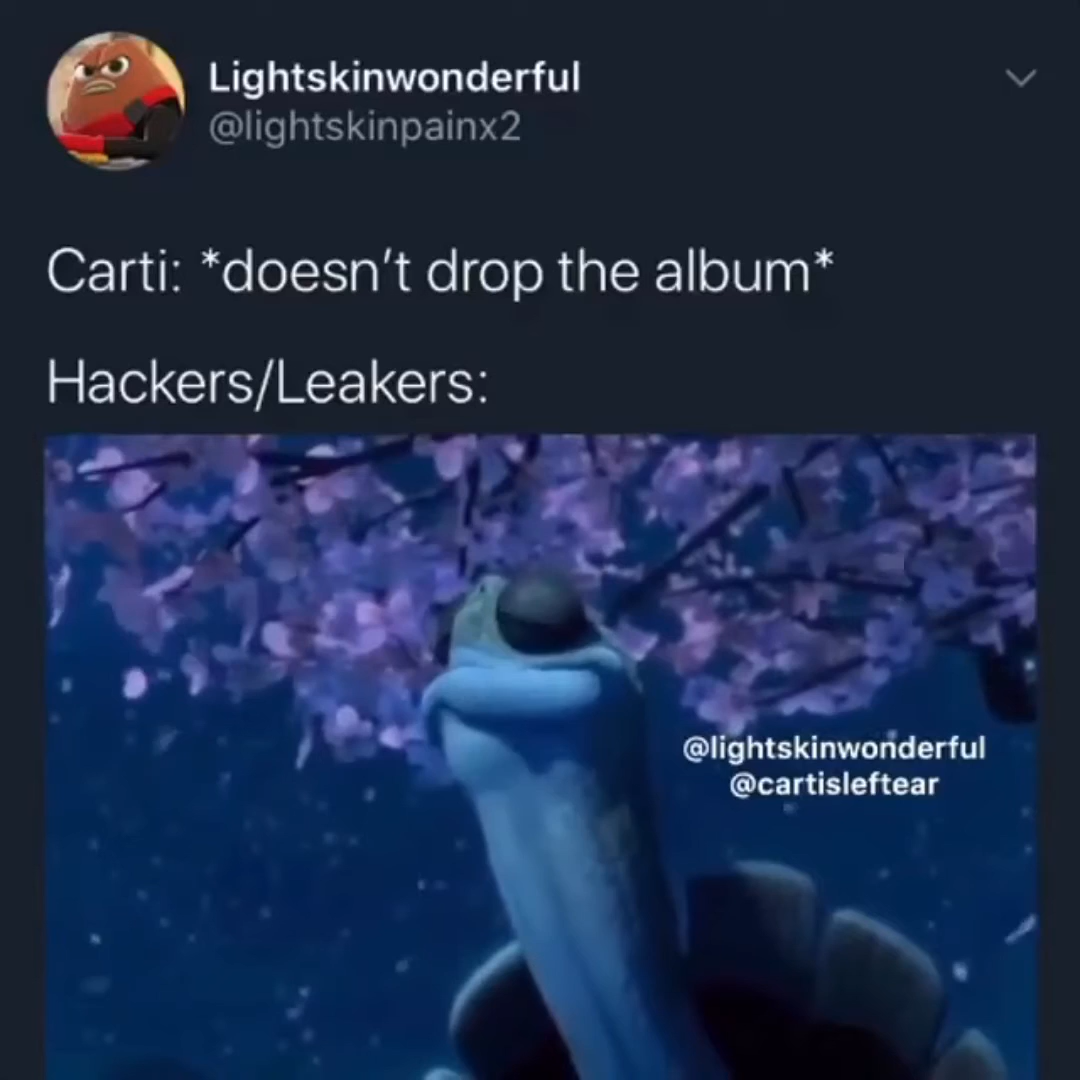 Lightskinwonderful
@lightskinpainx2
Carti: *doesn't drop the album*
Hackers/Leakers:
@lightskinwonderful
@cartisleftear